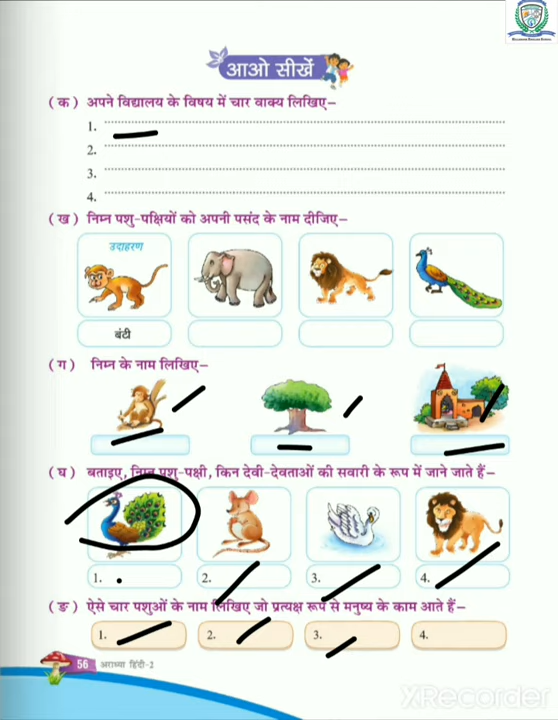 आओ सीखें
(क) अपने विद्यालय के विषय में चार वाक्य लिखिए–
1.
2.
3.
4.
(ख) निम्न पशु-पक्षियों को अपनी पसंद के नाम दीजिए–
उदाहरण
बंटी
(ग) निम्न के नाम लिखिए–
(घ) बताइए, निम्न पशु-पक्षी, किन देवी-देवताओं की सवारी के रूप में जाने जाते हैं–
1. 2. 3. 4.
(ङ) ऐसे चार पशुओं के नाम लिखिए जो प्रत्यक्ष रूप से मनुष्य के काम आते हैं–
1. 2. 3. 4.
56 अराध्या हिंदी-2
XRecorder